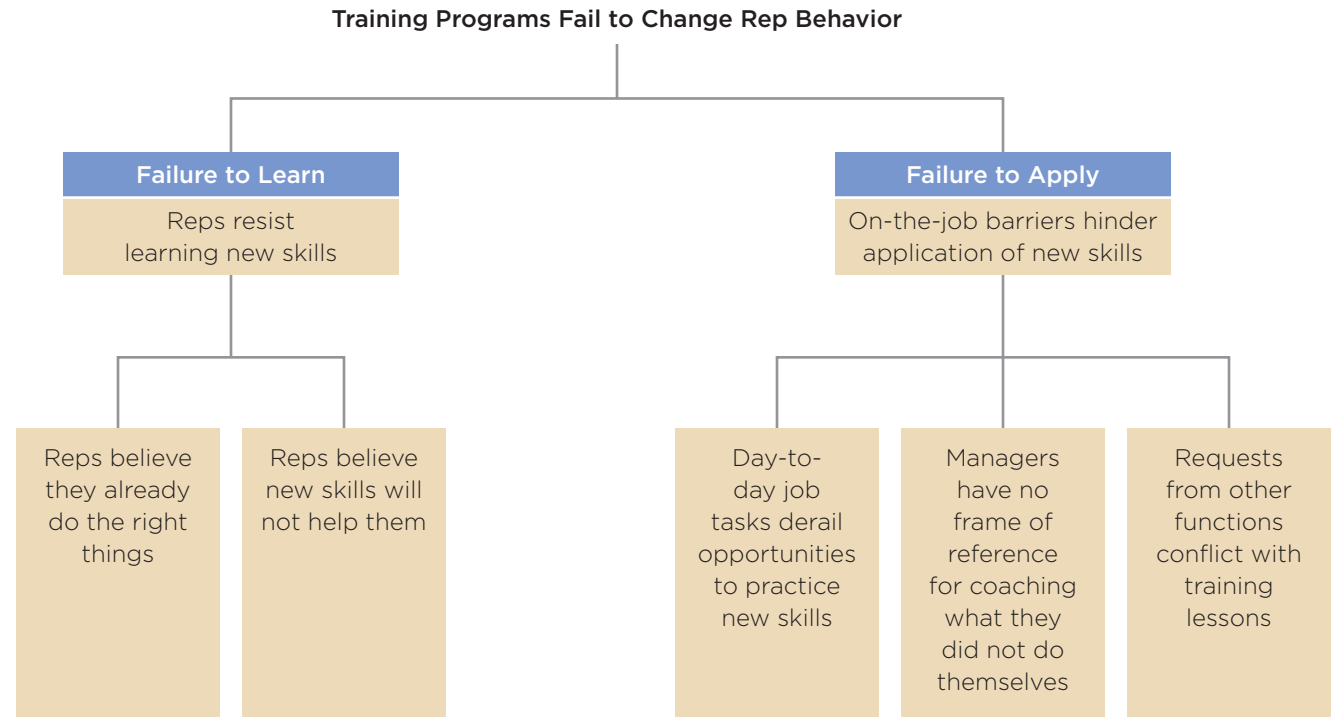 Training Programs Fail to Change Rep Behavior
Failure to Learn
Reps resist
learning new skills
Failure to Apply
On-the-job barriers hinder
application of new skills
Reps believe
they already
do the right
things
Reps believe
new skills will
not help them
Day-to-
day job
tasks derail
opportunities
to practice
new skills
Managers
have no
frame of
reference
for coaching
what they
did not do
themselves
Requests
from other
functions
conflict with
training
lessons